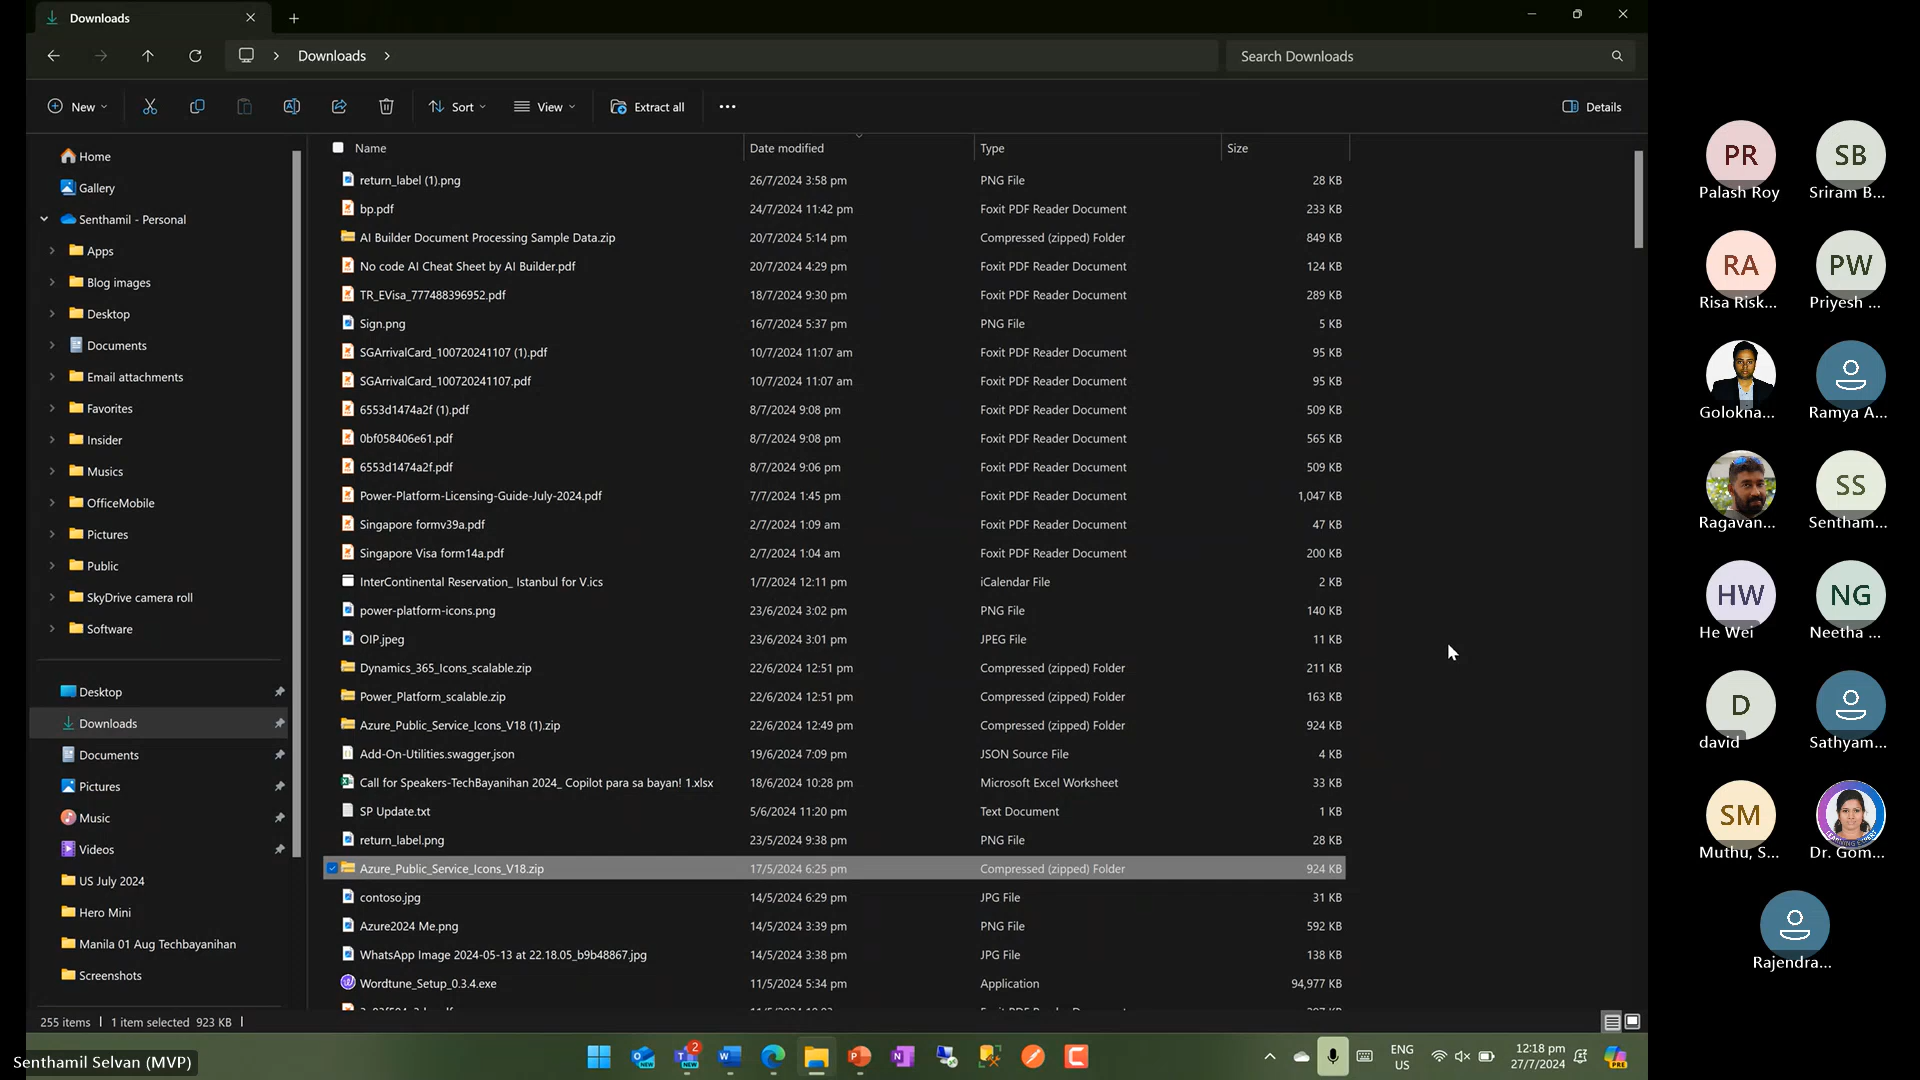 Downloads
Downloads
Search Downloads
New
Sort
View
Extract all
Details
Home
Gallery
Senthamil - Personal
Apps
Blog images
Desktop
Documents
Email attachments
Favorites
Insider
Musics
OfficeMobile
Pictures
Public
SkyDrive camera roll
Software
Desktop
Downloads
Documents
Pictures
Music
Videos
US July 2024
Hero Mini
Manila 01 Aug Techbayanihan
Screenshots
Name Date modified Type Size
return_label (1).png 26/7/2024 3:58 pm PNG File 28 KB
bp.pdf 24/7/2024 11:42 pm Foxit PDF Reader Document 233 KB
AI Builder Document Processing Sample Data.zip 20/7/2024 5:14 pm Compressed (zipped) Folder 849 KB
No code AI Cheat Sheet by AI Builder.pdf 20/7/2024 4:29 pm Foxit PDF Reader Document 124 KB
TR_EVisa_777488396952.pdf 18/7/2024 9:30 pm Foxit PDF Reader Document 289 KB
Sign.png 16/7/2024 5:37 pm PNG File 5 KB
SGArrivalCard_100720241107 (1).pdf 10/7/2024 11:07 am Foxit PDF Reader Document 95 KB
SGArrivalCard_100720241107.pdf 10/7/2024 11:07 am Foxit PDF Reader Document 95 KB
6553d1474a2f (1).pdf 8/7/2024 9:08 pm Foxit PDF Reader Document 509 KB
0bf058406e61.pdf 8/7/2024 9:08 pm Foxit PDF Reader Document 565 KB
6553d1474a2f.pdf 8/7/2024 9:06 pm Foxit PDF Reader Document 509 KB
Power-Platform-Licensing-Guide-July-2024.pdf 7/7/2024 1:45 pm Foxit PDF Reader Document 1,047 KB
Singapore formv39a.pdf 2/7/2024 1:09 am Foxit PDF Reader Document 47 KB
Singapore Visa form14a.pdf 2/7/2024 1:04 am Foxit PDF Reader Document 200 KB
InterContinental Reservation_ Istanbul for V.ics 1/7/2024 12:11 pm iCalendar File 2 KB
power-platform-icons.png 23/6/2024 3:02 pm PNG File 140 KB
OIP.jpeg 23/6/2024 3:01 pm JPEG File 11 KB
Dynamics_365_Icons_scalable.zip 22/6/2024 12:51 pm Compressed (zipped) Folder 211 KB
Power_Platform_scalable.zip 22/6/2024 12:51 pm Compressed (zipped) Folder 163 KB
Azure_Public_Service_Icons_V18 (1).zip 22/6/2024 12:49 pm Compressed (zipped) Folder 924 KB
Add-On-Utilities.swagger.json 19/6/2024 7:09 pm JSON Source File 4 KB
Call for Speakers-TechBayanihan 2024_ Copilot para sa bayan! 1.xlsx 18/6/2024 10:28 pm Microsoft Excel Worksheet 33 KB
SP Update.txt 5/6/2024 11:20 pm Text Document 1 KB
return_label.png 23/5/2024 9:38 pm PNG File 28 KB
Azure_Public_Service_Icons_V18.zip 17/5/2024 6:25 pm Compressed (zipped) Folder 924 KB
contoso.jpg 14/5/2024 6:29 pm JPG File 31 KB
Azure2024 Me.png 14/5/2024 3:39 pm PNG File 592 KB
WhatsApp Image 2024-05-13 at 22.18.05_b9b48867.jpg 14/5/2024 3:38 pm JPG File 138 KB
Wordtune_Setup_0.3.4.exe 11/5/2024 5:34 pm Application 94,977 KB
255 items 1 item selected 923 KB
Senthamil Selvan (MVP)
2
ENG
US
12:18 pm
27/7/2024
PRE
PR
Palash Roy
SB
Sriram B...
RA
Risa Risk...
PW
Priyesh ...
Golokna...
Ramya A...
Ragavan...
SS
Sentham...
HW
He Wei
NG
Neetha ...
D
david
Sathyam...
SM
Muthu, S...
Dr. Gom...
Rajendra...